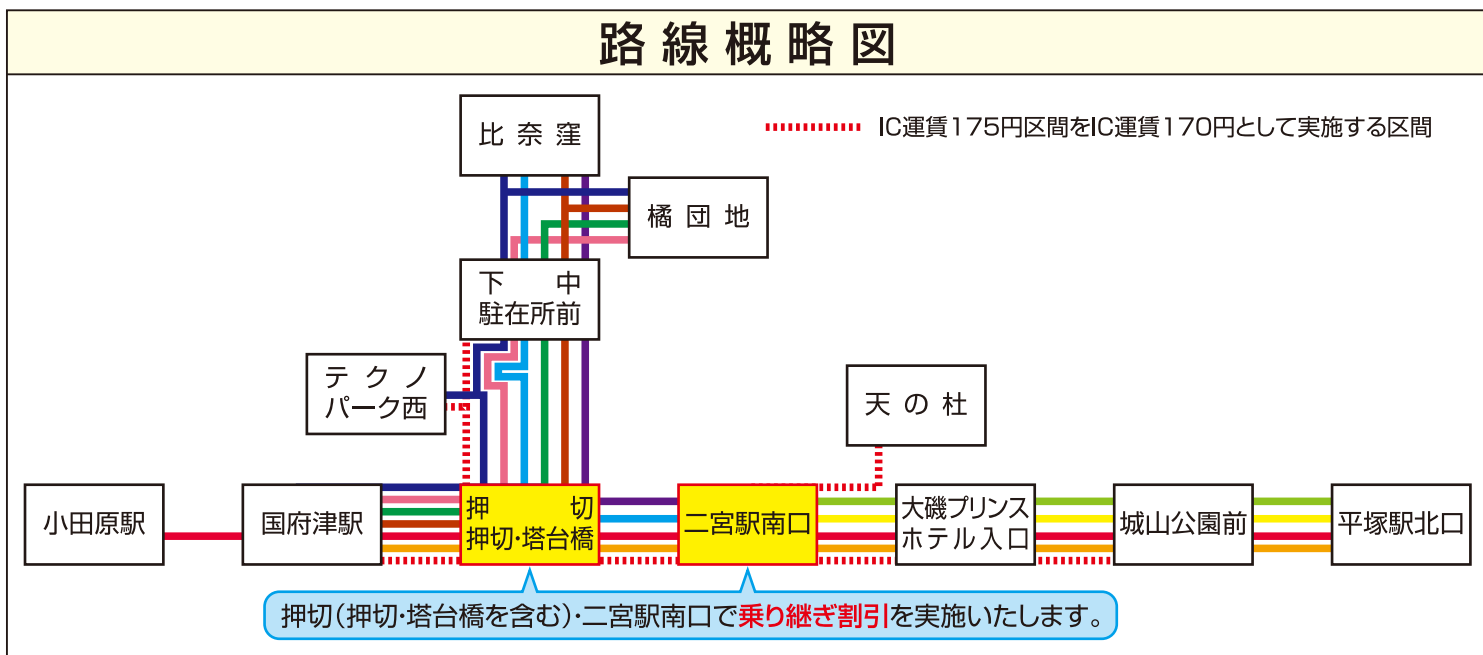 路線概略図
IC運賃175円区間をIC運賃170円として実施する区間
比奈窪
橘団地
下中
駐在所前
テクノ
パーク西
天の杜
小田原駅
国府津駅
押切
押切・塔台橋
二宮駅南口
大磯プリンス
ホテル入口
城山公園前
平塚駅北口
押切(押切・塔台橋を含む)・二宮駅南口で乗り継ぎ割引を実施いたします。